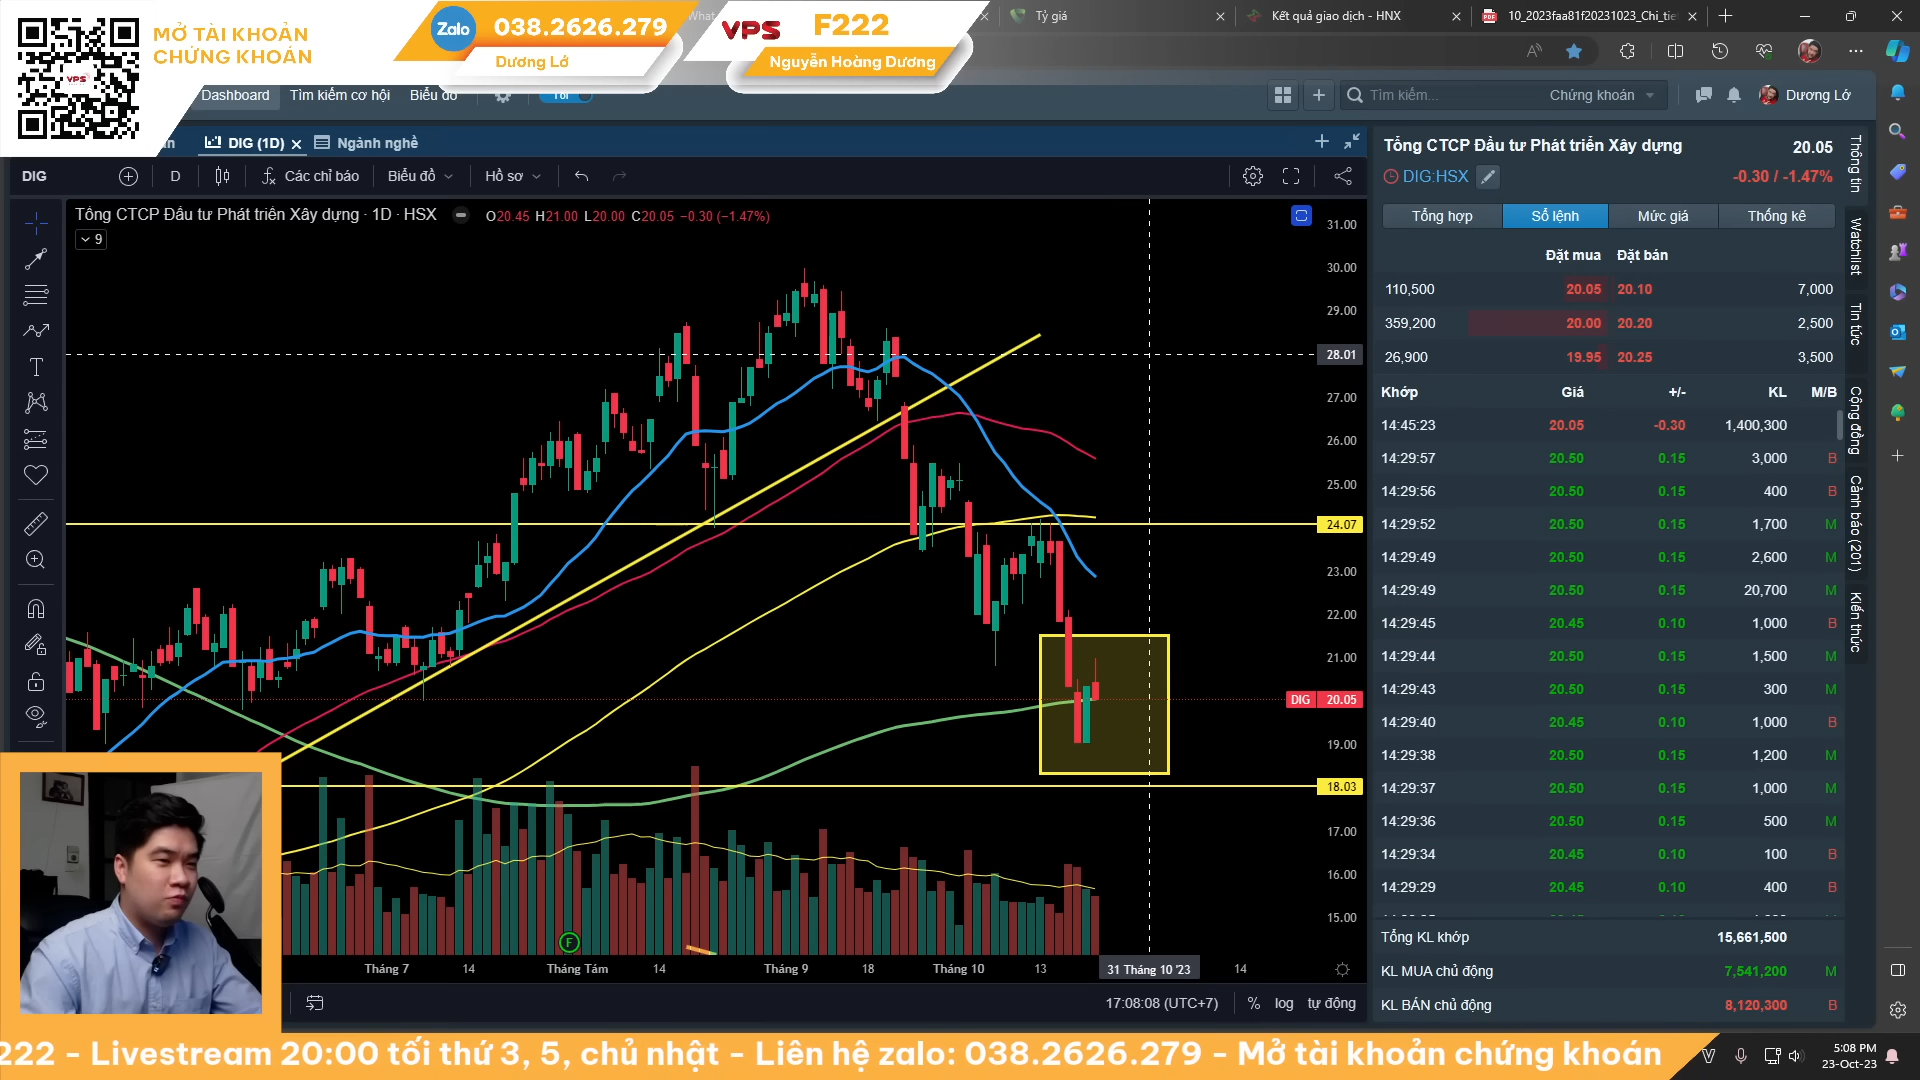 MỞ TÀI KHOẢN
CHỨNG KHOÁN
VPS
Zalo
038.2626.279
Dương Lớ
VPS
F222
Nguyễn Hoàng Dương
Tỷ giá
Kết quả giao dịch - HNX
10_2023faa81f20231023_Chi_tie
Dashboard
Tìm kiếm cơ hội
Biểu đồ
Tối
Tìm kiếm...
Chứng khoán
Dương Lớ
DIG (1D)
Ngành nghề
DIG
D
Các chỉ báo
Biểu đồ
Hồ sơ
Tổng CTCP Đầu tư Phát triển Xây dựng · 1D · HSX
O20.45 H21.00 L20.00 C20.05 −0.30 (−1.47%)
9
31.00
30.00
29.00
28.01
27.00
26.00
25.00
24.07
23.00
22.00
21.00
DIG 20.05
19.00
18.03
17.00
16.00
15.00
F
Tháng 7
14
Tháng Tám
14
Tháng 9
18
Tháng 10
13
31 Tháng 10 '23
14
17:08:08 (UTC+7)
%
log
tự động
Tổng CTCP Đầu tư Phát triển Xây dựng
20.05
DIG:HSX
-0.30 / -1.47%
Tổng hợp
Sổ lệnh
Mức giá
Thống kê
Đặt mua Đặt bán
110,500 20.05 20.10 7,000
359,200 20.00 20.20 2,500
26,900 19.95 20.25 3,500
Khớp Giá +/- KL M/B
14:45:23 20.05 -0.30 1,400,300
14:29:57 20.50 0.15 3,000 B
14:29:56 20.50 0.15 400 B
14:29:52 20.50 0.15 1,700 M
14:29:49 20.50 0.15 2,600 M
14:29:49 20.50 0.15 20,700 M
14:29:45 20.45 0.10 1,000 B
14:29:44 20.50 0.15 1,500 M
14:29:43 20.50 0.15 300 M
14:29:40 20.45 0.10 1,000 B
14:29:38 20.50 0.15 1,200 M
14:29:37 20.50 0.15 1,000 M
14:29:36 20.50 0.15 500 M
14:29:34 20.45 0.10 100 B
14:29:29 20.45 0.10 400 B
Tổng KL khớp 15,661,500
KL MUA chủ động 7,541,200 M
KL BÁN chủ động 8,120,300 B
Thông tin
Watchlist
Tin tức
Cộng đồng
Cảnh báo (201)
Kiến thức
222 - Livestream 20:00 tối thứ 3, 5, chủ nhật - Liên hệ zalo: 038.2626.279 - Mở tài khoản chứng khoán
5:08 PM
23-Oct-23